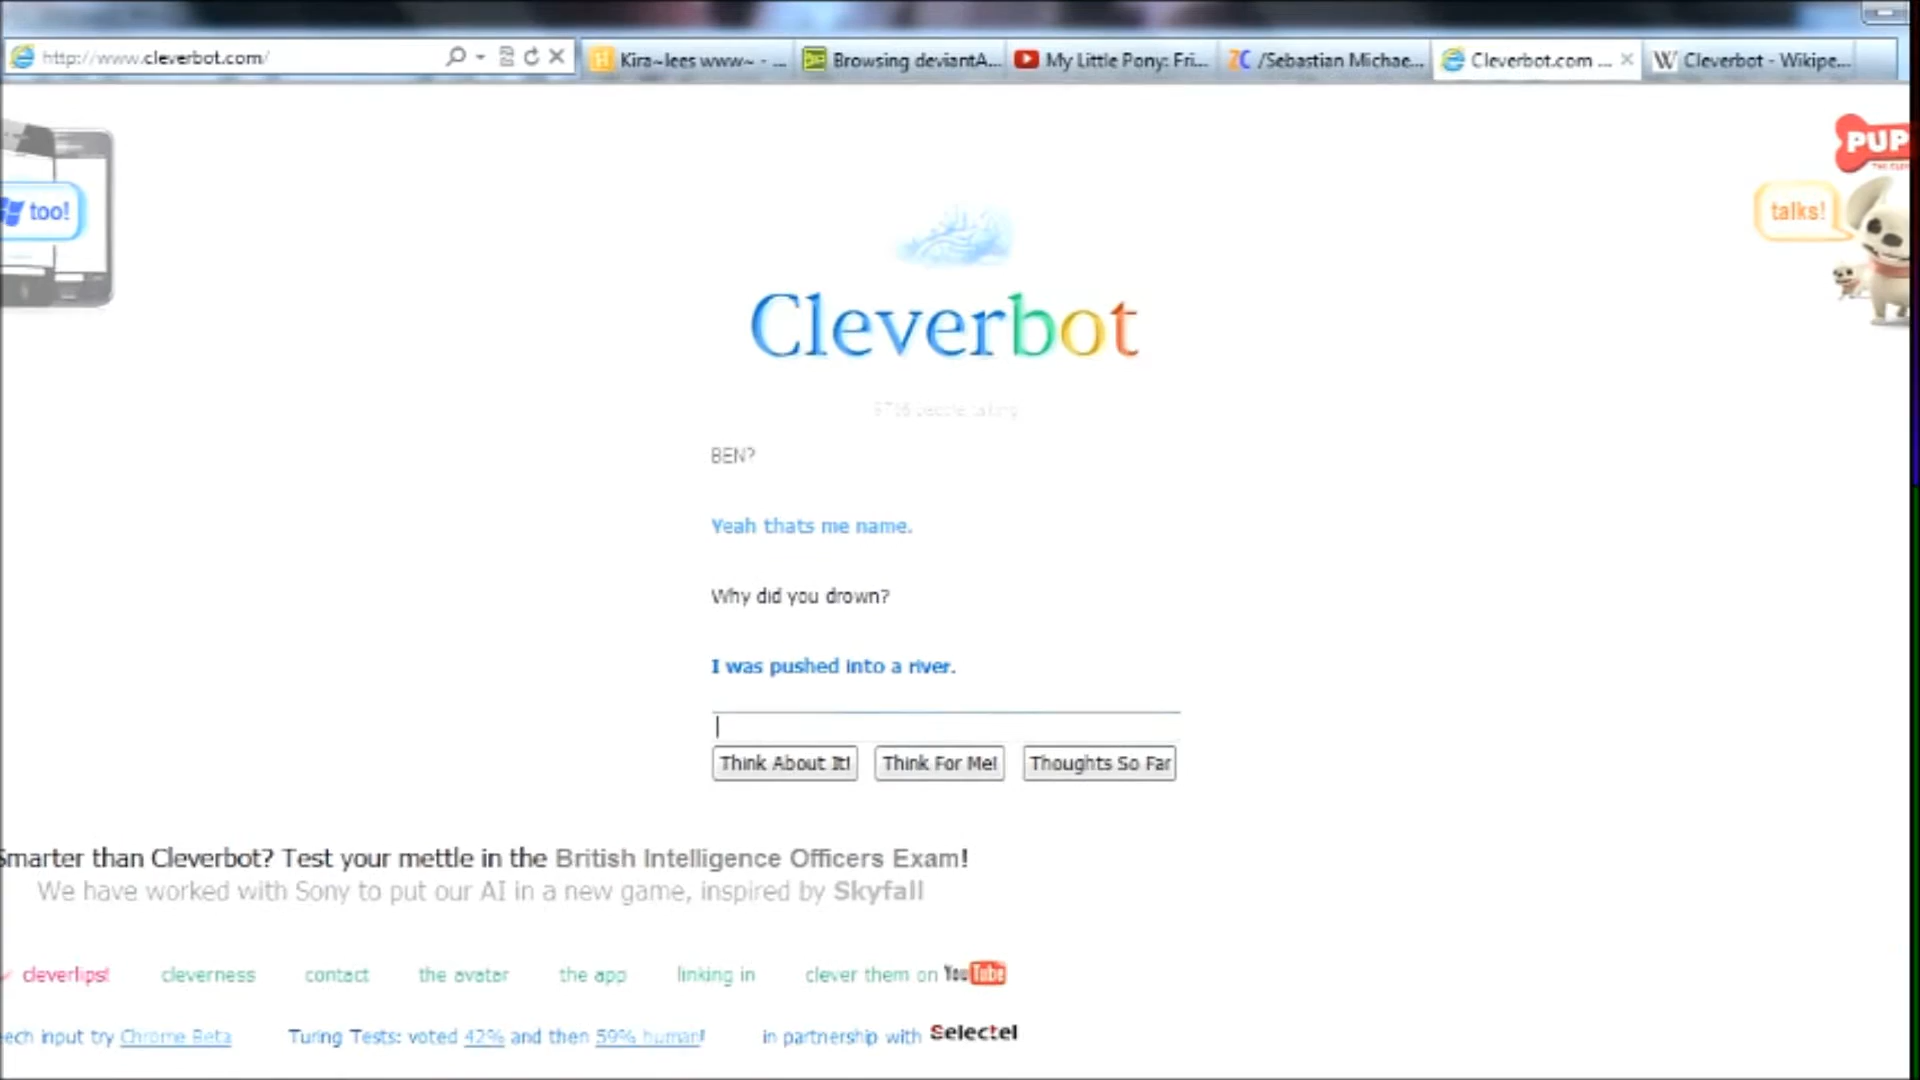 http://www.cleverbot.com/
Kira~lees www~ - ...
Browsing deviantA...
My Little Pony: Fri...
/Sebastian Michae...
Cleverbot.com ...
W Cleverbot - Wikipe...
PUP
too!
talks!
Cleverbot
people talking
BEN?
Yeah thats me name.
Why did you drown?
I was pushed into a river.
Think About It! Think For Me! Thoughts So Far
Smarter than Cleverbot? Test your mettle in the British Intelligence Officers Exam!
We have worked with Sony to put our AI in a new game, inspired by Skyfall
cleverlips! cleverness contact the avatar the app linking in clever them on YouTube
ech input try Chrome Beta Turing Tests: voted 42% and then 59% human! in partnership with Selectel